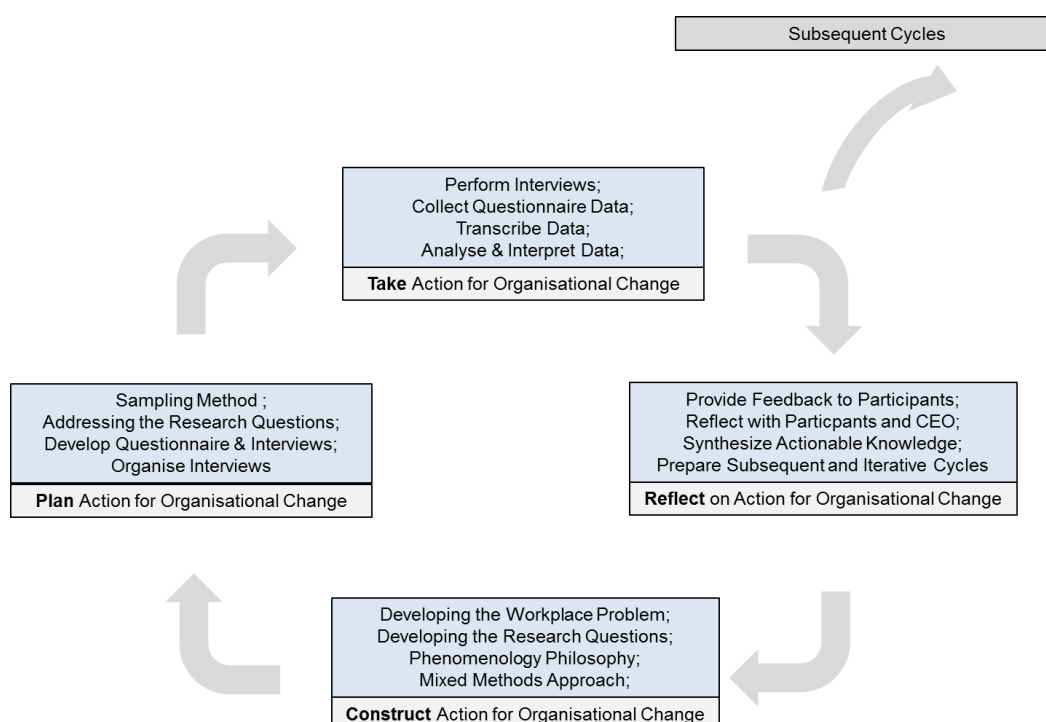 Subsequent Cycles
Perform Interviews;
Collect Questionnaire Data;
Transcribe Data;
Analyse & Interpret Data;
Take Action for Organisational Change
Sampling Method ;
Addressing the Research Questions;
Develop Questionnaire & Interviews;
Organise Interviews
Plan Action for Organisational Change
Provide Feedback to Participants;
Reflect with Particpants and CEO;
Synthesize Actionable Knowledge;
Prepare Subsequent and Iterative Cycles
Reflect on Action for Organisational Change
Developing the Workplace Problem;
Developing the Research Questions;
Phenomenology Philosophy;
Mixed Methods Approach;
Construct Action for Organisational Change